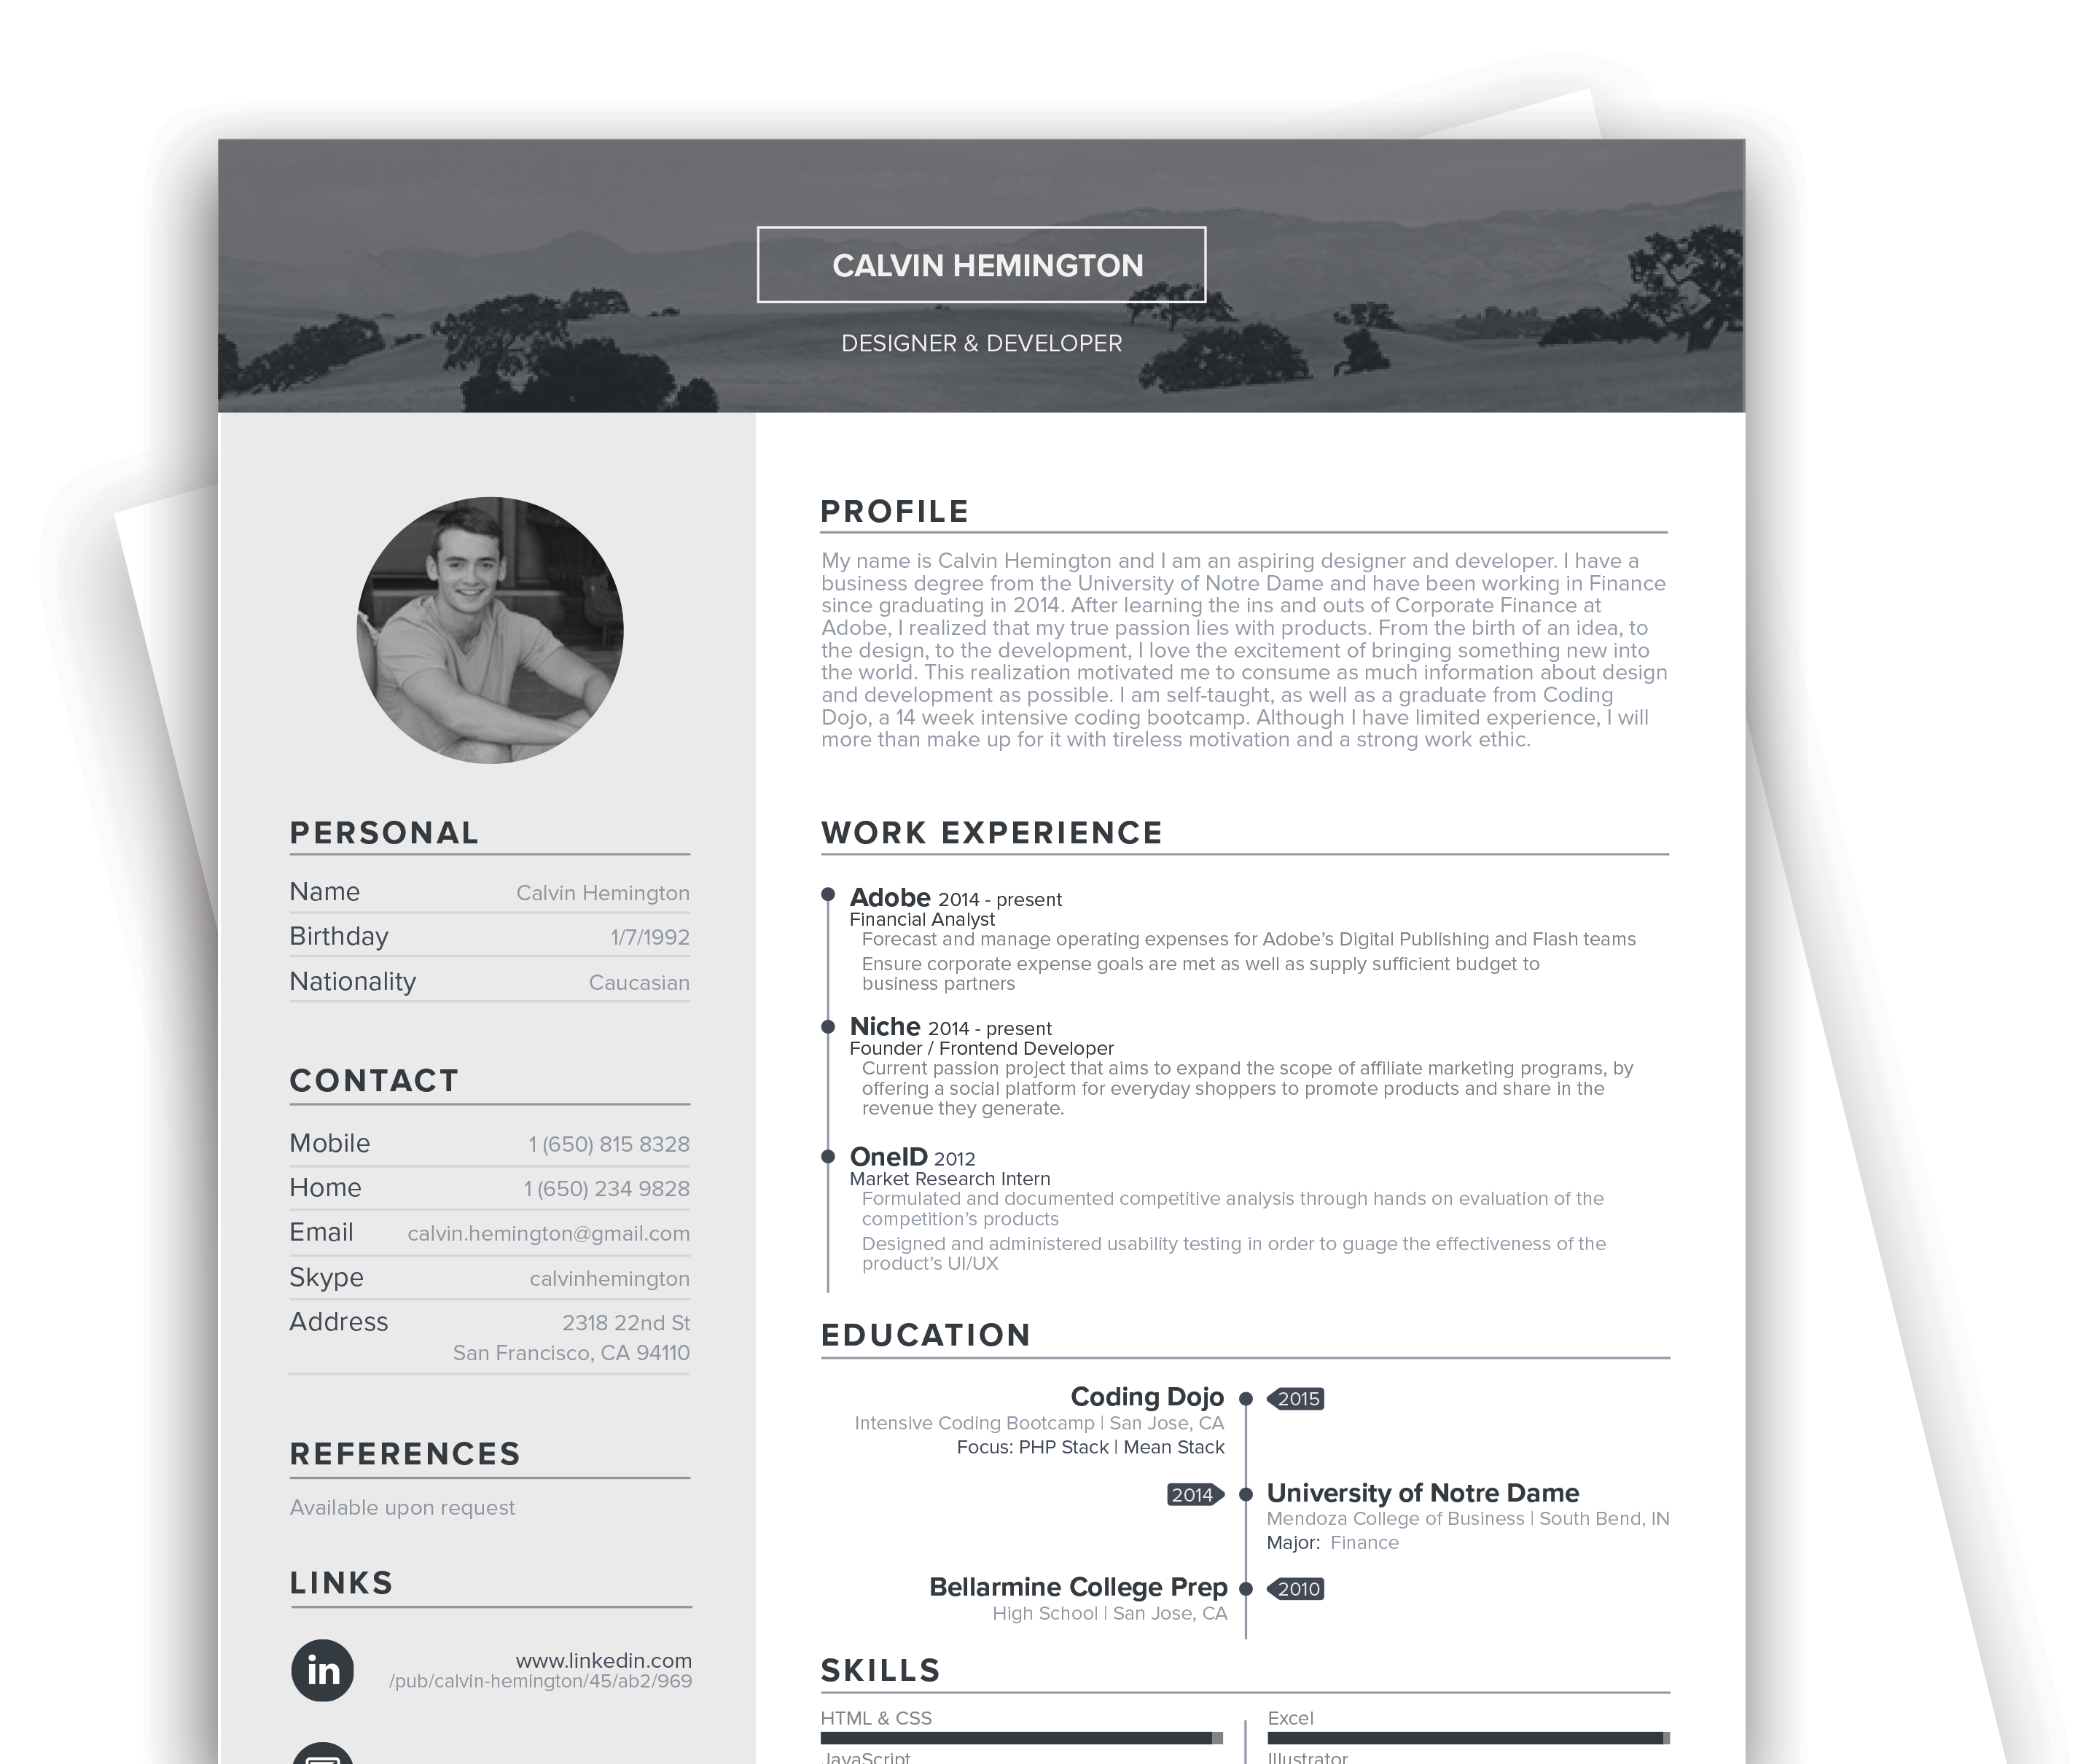 CALVIN HEMINGTON
DESIGNER & DEVELOPER
PERSONAL
Name Calvin Hemington
Birthday 1/7/1992
Nationality Caucasian
CONTACT
Mobile 1 (650) 815 8328
Home 1 (650) 234 9828
Email calvin.hemington@gmail.com
Skype calvinhemington
Address 2318 22nd St
San Francisco, CA 94110
REFERENCES
Available upon request
LINKS
in
www.linkedin.com
/pub/calvin-hemington/45/ab2/969
PROFILE
My name is Calvin Hemington and I am an aspiring designer and developer. I have a
business degree from the University of Notre Dame and have been working in Finance
since graduating in 2014. After learning the ins and outs of Corporate Finance at
Adobe, I realized that my true passion lies with products. From the birth of an idea, to
the design, to the development, I love the excitement of bringing something new into
the world. This realization motivated me to consume as much information about design
and development as possible. I am self-taught, as well as a graduate from Coding
Dojo, a 14 week intensive coding bootcamp. Although I have limited experience, I will
more than make up for it with tireless motivation and a strong work ethic.
WORK EXPERIENCE
Adobe 2014 - present
Financial Analyst
Forecast and manage operating expenses for Adobe’s Digital Publishing and Flash teams
Ensure corporate expense goals are met as well as supply sufficient budget to
business partners
Niche 2014 - present
Founder / Frontend Developer
Current passion project that aims to expand the scope of affiliate marketing programs, by
offering a social platform for everyday shoppers to promote products and share in the
revenue they generate.
OneID 2012
Market Research Intern
Formulated and documented competitive analysis through hands on evaluation of the
competition’s products
Designed and administered usability testing in order to guage the effectiveness of the
product’s UI/UX
EDUCATION
Coding Dojo 2015
Intensive Coding Bootcamp | San Jose, CA
Focus: PHP Stack | Mean Stack
2014 University of Notre Dame
Mendoza College of Business | South Bend, IN
Major: Finance
Bellarmine College Prep 2010
High School | San Jose, CA
SKILLS
HTML & CSS Excel
JavaScript Illustrator